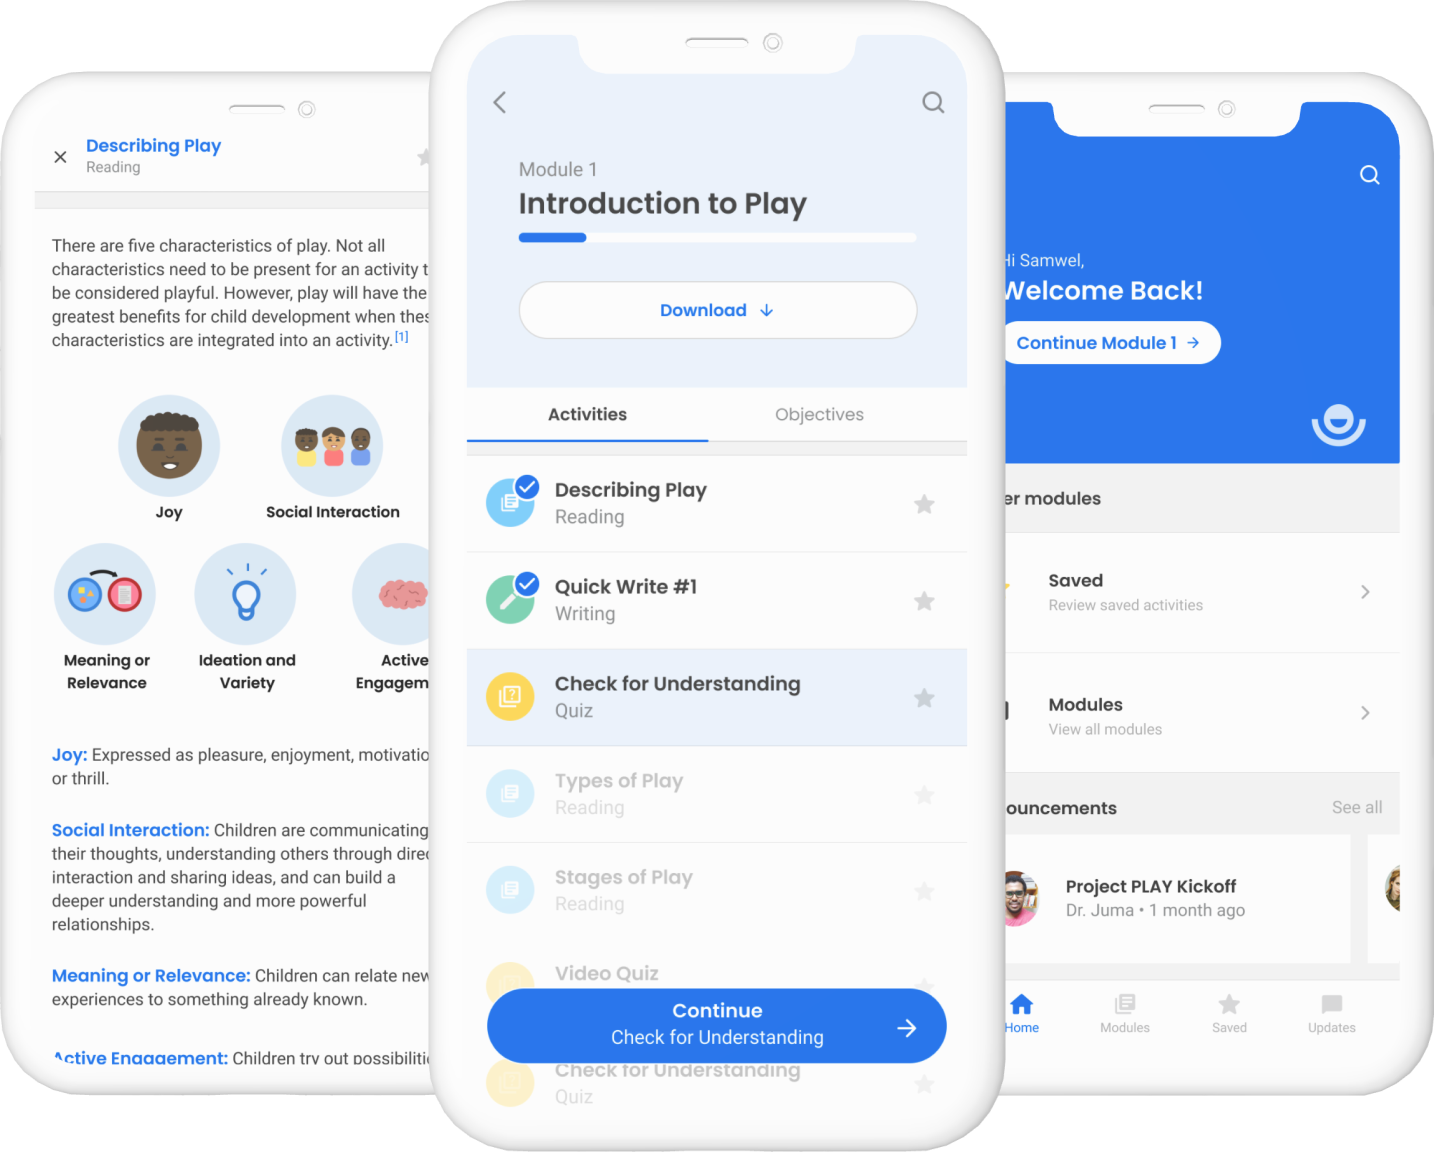 Describing Play
Reading
There are five characteristics of play. Not all
characteristics need to be present for an activity
be considered playful. However, play will have the
greatest benefits for child development when
characteristics are integrated into an activity.[1]
Joy
Social Interaction
Meaning or
Relevance
Ideation and
Variety
Active
Joy: Expressed as pleasure, enjoyment,
or thrill.
Social Interaction: Children are communicating
their thoughts, understanding others through
interaction and sharing ideas, and can build a
deeper understanding and more powerful
relationships.
Meaning or Relevance: Children can relate new
experiences to something already known.
Active Engagement: Children try out
Module 1
Introduction to Play
Download
Activities
Objectives
Describing Play
Reading
Quick Write #1
Writing
Check for Understanding
Quiz
Types of Play
Reading
Stages of Play
Reading
Video Quiz
Continue
Check for Understanding
Check for Understanding
Quiz
Hi Samwel,
Welcome Back!
Continue Module 1
modules
Saved
Review saved activities
Modules
View all modules
ouncements
See all
Project PLAY Kickoff
Dr. Juma • 1 month ago
Home
Modules
Saved
Updates